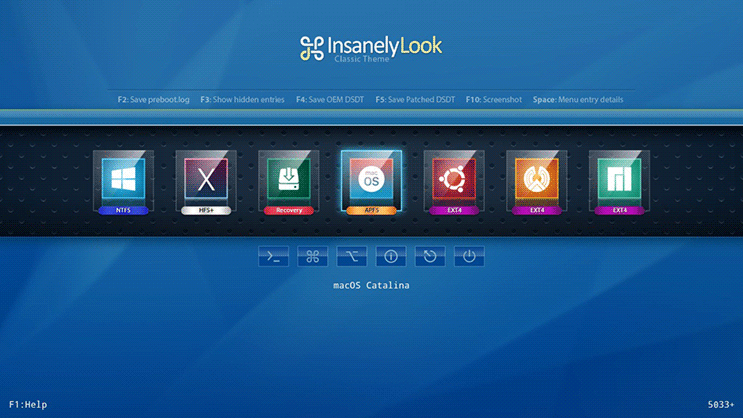 InsanelyLook
Classic Theme
F2: Save preboot.log F3: Show hidden entries F4: Save OEM DSDT F5: Save Patched DSDT F10: Screenshot Space: Menu entry details
X mac OS
NTFS HFS+ Recovery APFS EXT4 EXT4 EXT4
macOS Catalina
F1:Help 5033+